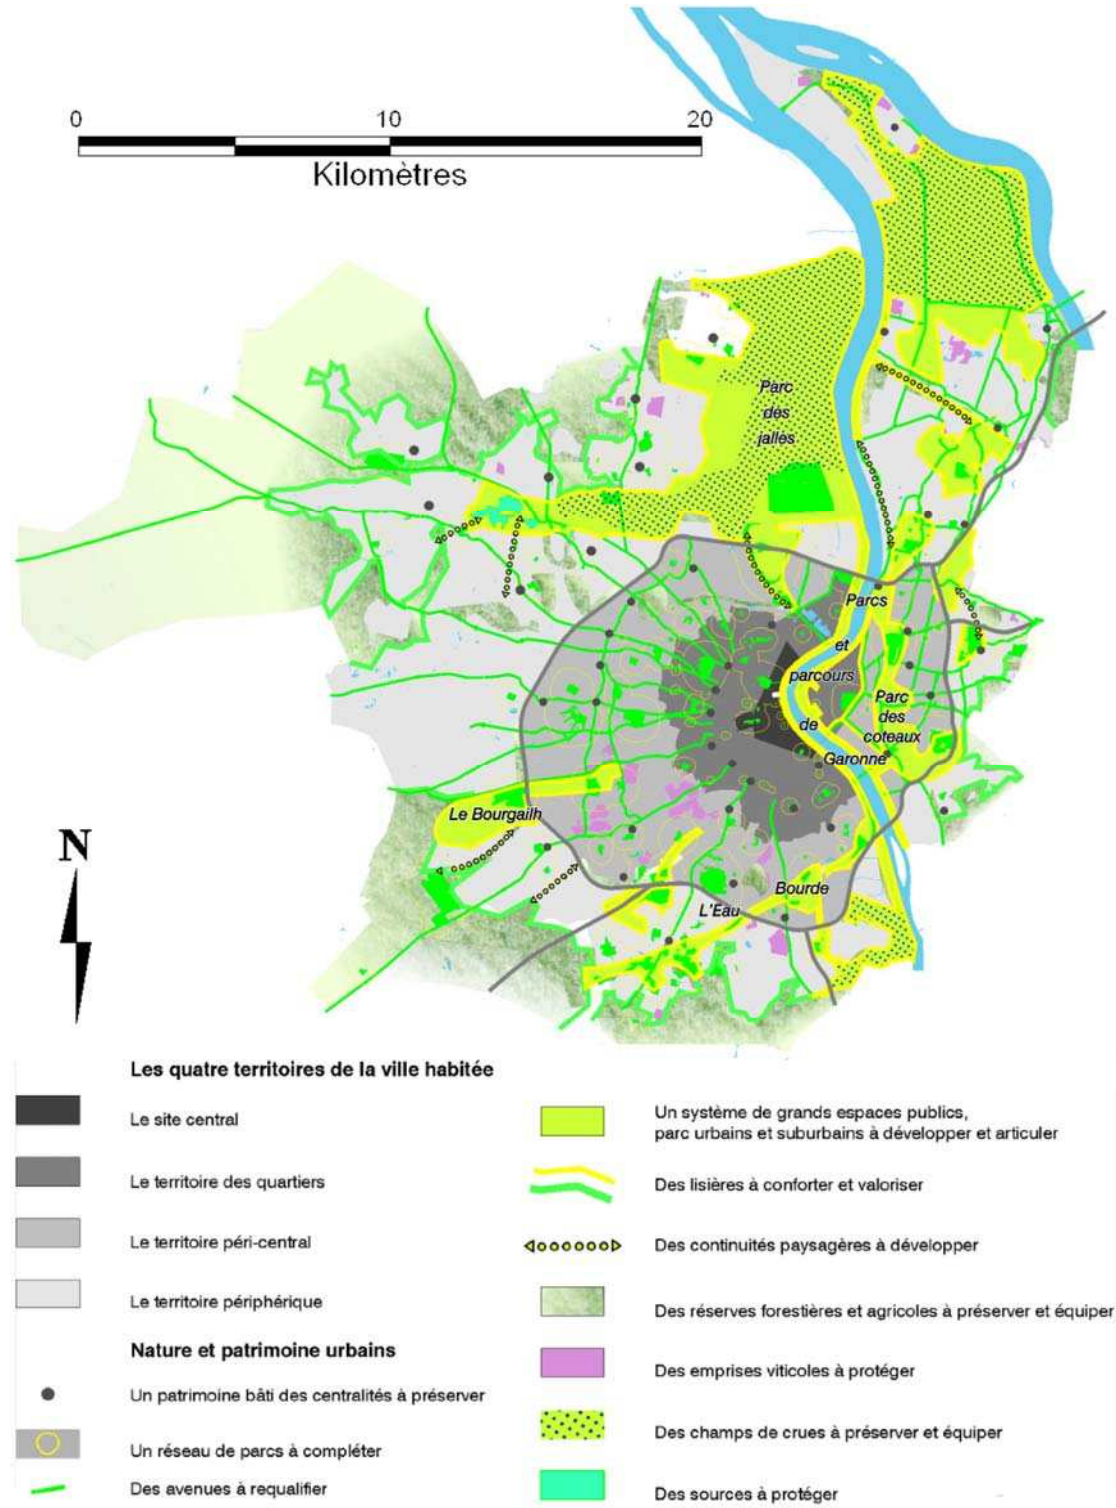 0 10 20
Kilomètres
Parc
des
jalles
Parcs
et
parcours
de
Garonne
Parc
des
coteaux
Le Bourgailh
N
Bourde
L'Eau
Les quatre territoires de la ville habitée
Le site central
Le territoire des quartiers
Le territoire péri-central
Le territoire périphérique
Nature et patrimoine urbains
Un patrimoine bâti des centralités à préserver
Un réseau de parcs à compléter
Des avenues à requalifier
Un système de grands espaces publics,
parc urbains et suburbains à développer et articuler
Des lisières à conforter et valoriser
Des continuités paysagères à développer
Des réserves forestières et agricoles à préserver et équiper
Des emprises viticoles à protéger
Des champs de crues à préserver et équiper
Des sources à protéger